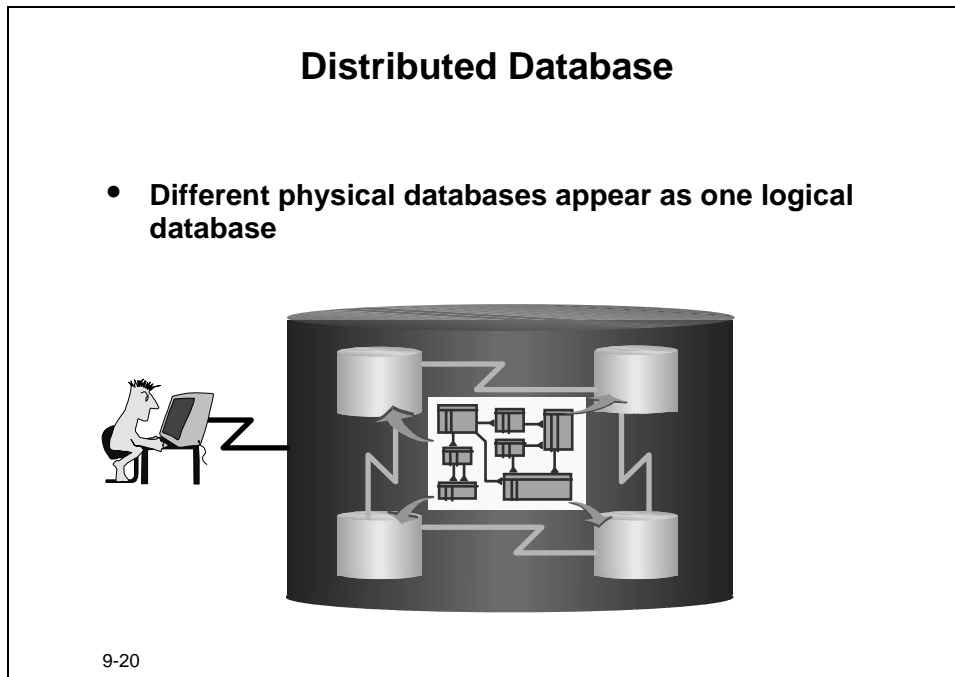 Distributed Database
• Different physical databases appear as one logical
database
9-20